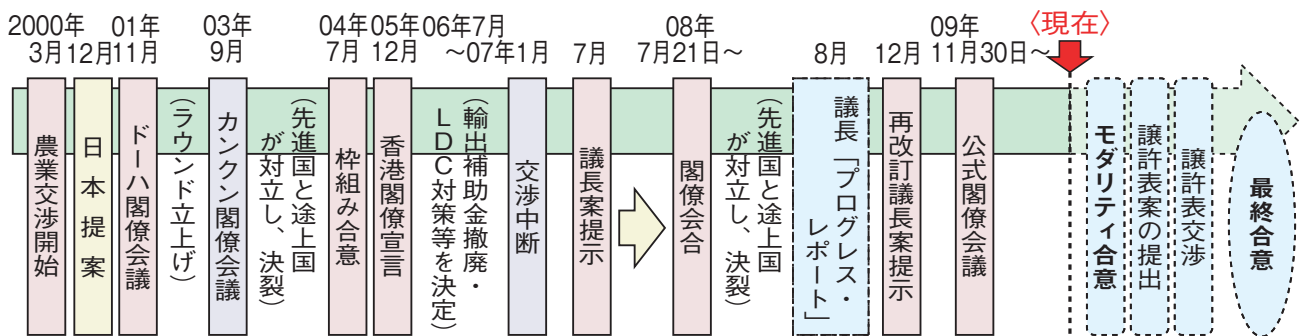 2000年
3月
12月
01年
11月
03年
9月
04年
7月
05年
12月
06年7月
～07年1月
7月
08年
7月21日～
8月
12月
09年
11月30日～
〈現在〉
農業交渉開始
日本提案
ドーハ閣僚会議
（ラウンド立上げ）
カンクン閣僚会議
（先進国と途上国
が対立し、決裂）
枠組み合意
香港閣僚宣言
（輸出補助金撤廃・
ＬＤＣ対策等を決定）
交渉中断
議長案提示
閣僚会合
（先進国と途上国
が対立し、決裂）
議長「プログレス・
レポート」
再改訂議長案提示
公式閣僚会議
モダリティ合意
譲許表案の提出
譲許表交渉
最終合意